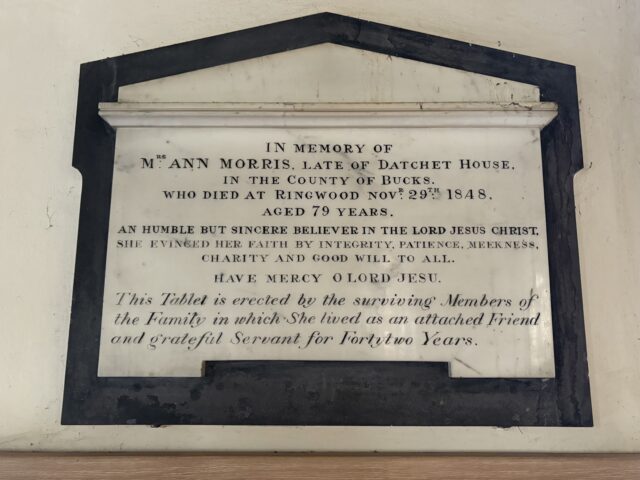 IN MEMORY OF
MRS. ANN MORRIS, LATE OF DATCHET HOUSE,
IN THE COUNTY OF BUCKS.
WHO DIED AT RINGWOOD NOVR. 29TH. 1848,
AGED 79 YEARS.
AN HUMBLE BUT SINCERE BELIEVER IN THE LORD JESUS CHRIST,
SHE EVINCED HER FAITH BY INTEGRITY, PATIENCE, MEEKNESS,
CHARITY AND GOOD WILL TO ALL.
HAVE MERCY O LORD JESU.
This Tablet is erected by the surviving Members of
the Family in which She lived as an attached Friend
and grateful Servant for Fortytwo Years.